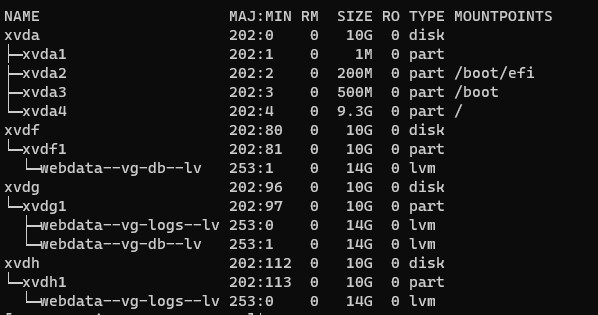 NAME                      MAJ:MIN RM  SIZE RO TYPE MOUNTPOINTS
xvda                      202:0    0   10G  0 disk
├─xvda1                   202:1    0    1M  0 part
├─xvda2                   202:2    0  200M  0 part /boot/efi
├─xvda3                   202:3    0  500M  0 part /boot
└─xvda4                   202:4    0  9.3G  0 part /
xvdf                      202:80   0   10G  0 disk
└─xvdf1                   202:81   0   10G  0 part
  └─webdata--vg-db--lv    253:1    0   14G  0 lvm
xvdg                      202:96   0   10G  0 disk
└─xvdg1                   202:97   0   10G  0 part
  ├─webdata--vg-logs--lv  253:0    0   14G  0 lvm
  └─webdata--vg-db--lv    253:1    0   14G  0 lvm
xvdh                      202:112  0   10G  0 disk
└─xvdh1                   202:113  0   10G  0 part
  └─webdata--vg-logs--lv  253:0    0   14G  0 lvm